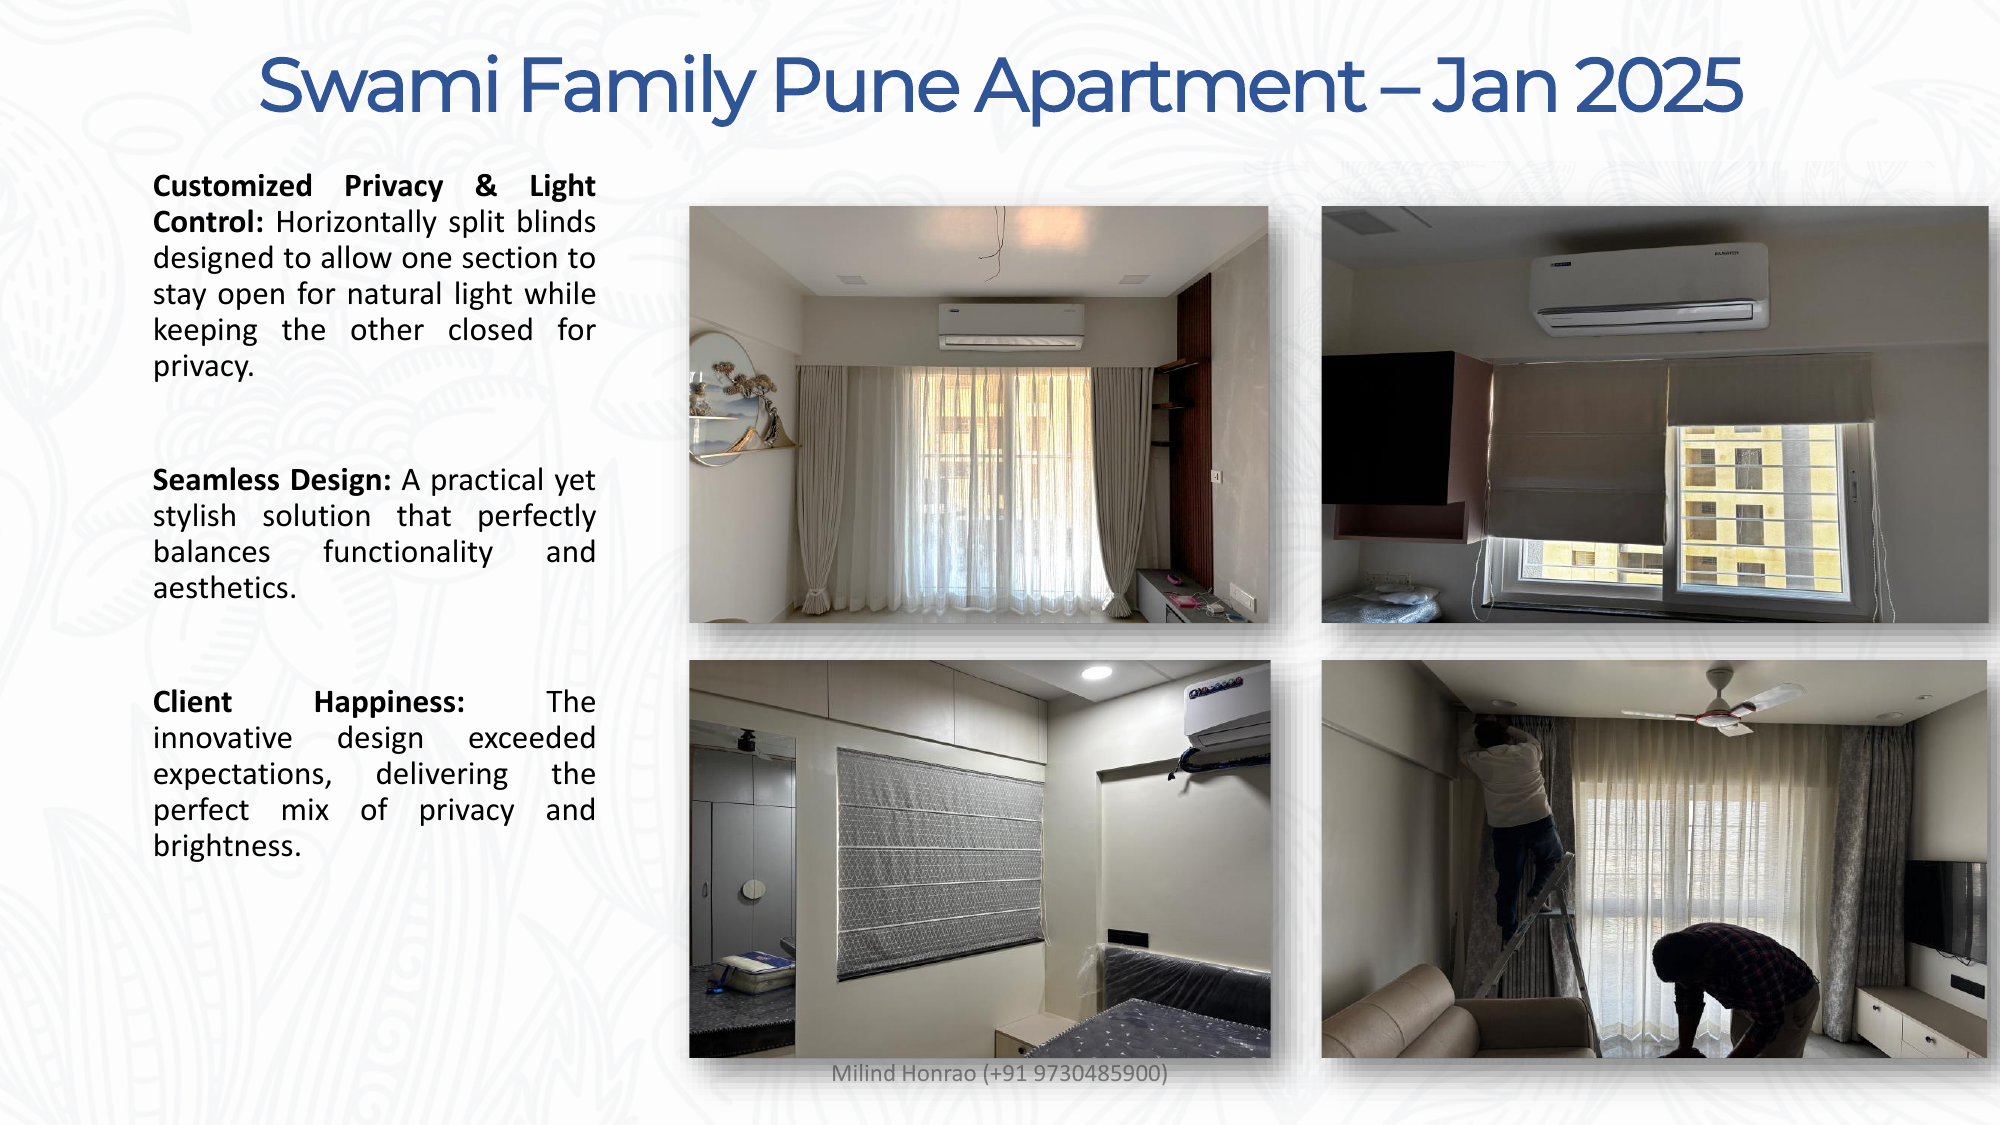 Swami Family Pune Apartment – Jan 2025
Customized Privacy & Light
Control: Horizontally split blinds
designed to allow one section to
stay open for natural light while
keeping the other closed for
privacy.
Seamless Design: A practical yet
stylish solution that perfectly
balances functionality and
aesthetics.
Client Happiness: The
innovative design exceeded
expectations, delivering the
perfect mix of privacy and
brightness.
INVERTER
Milind Honrao (+91 9730485900)